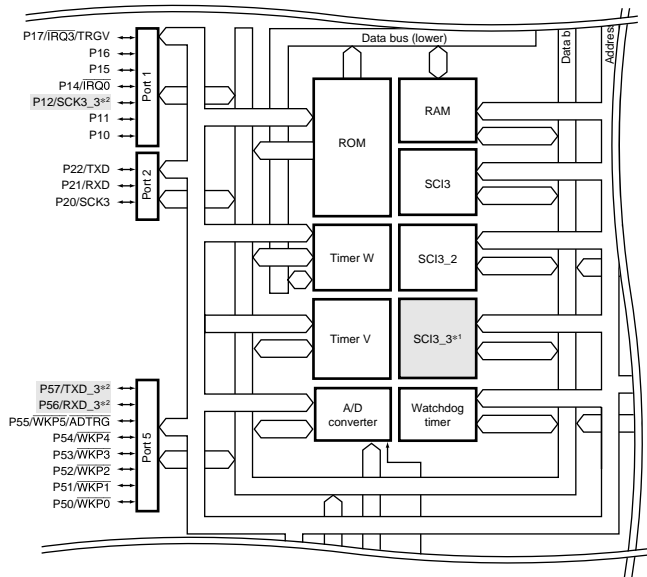 P17/IRQ3/TRGV
P16
P15
P14/IRQ0
P12/SCK3_3*2
P11
P10
Port 1
P22/TXD
P21/RXD
P20/SCK3
Port 2
P57/TXD_3*2
P56/RXD_3*2
P55/WKP5/ADTRG
P54/WKP4
P53/WKP3
P52/WKP2
P51/WKP1
P50/WKP0
Port 5
Data bus (lower)
ROM
RAM
SCI3
Timer W
SCI3_2
Timer V
SCI3_3*1
A/D
converter
Watchdog
timer
Data b
Address